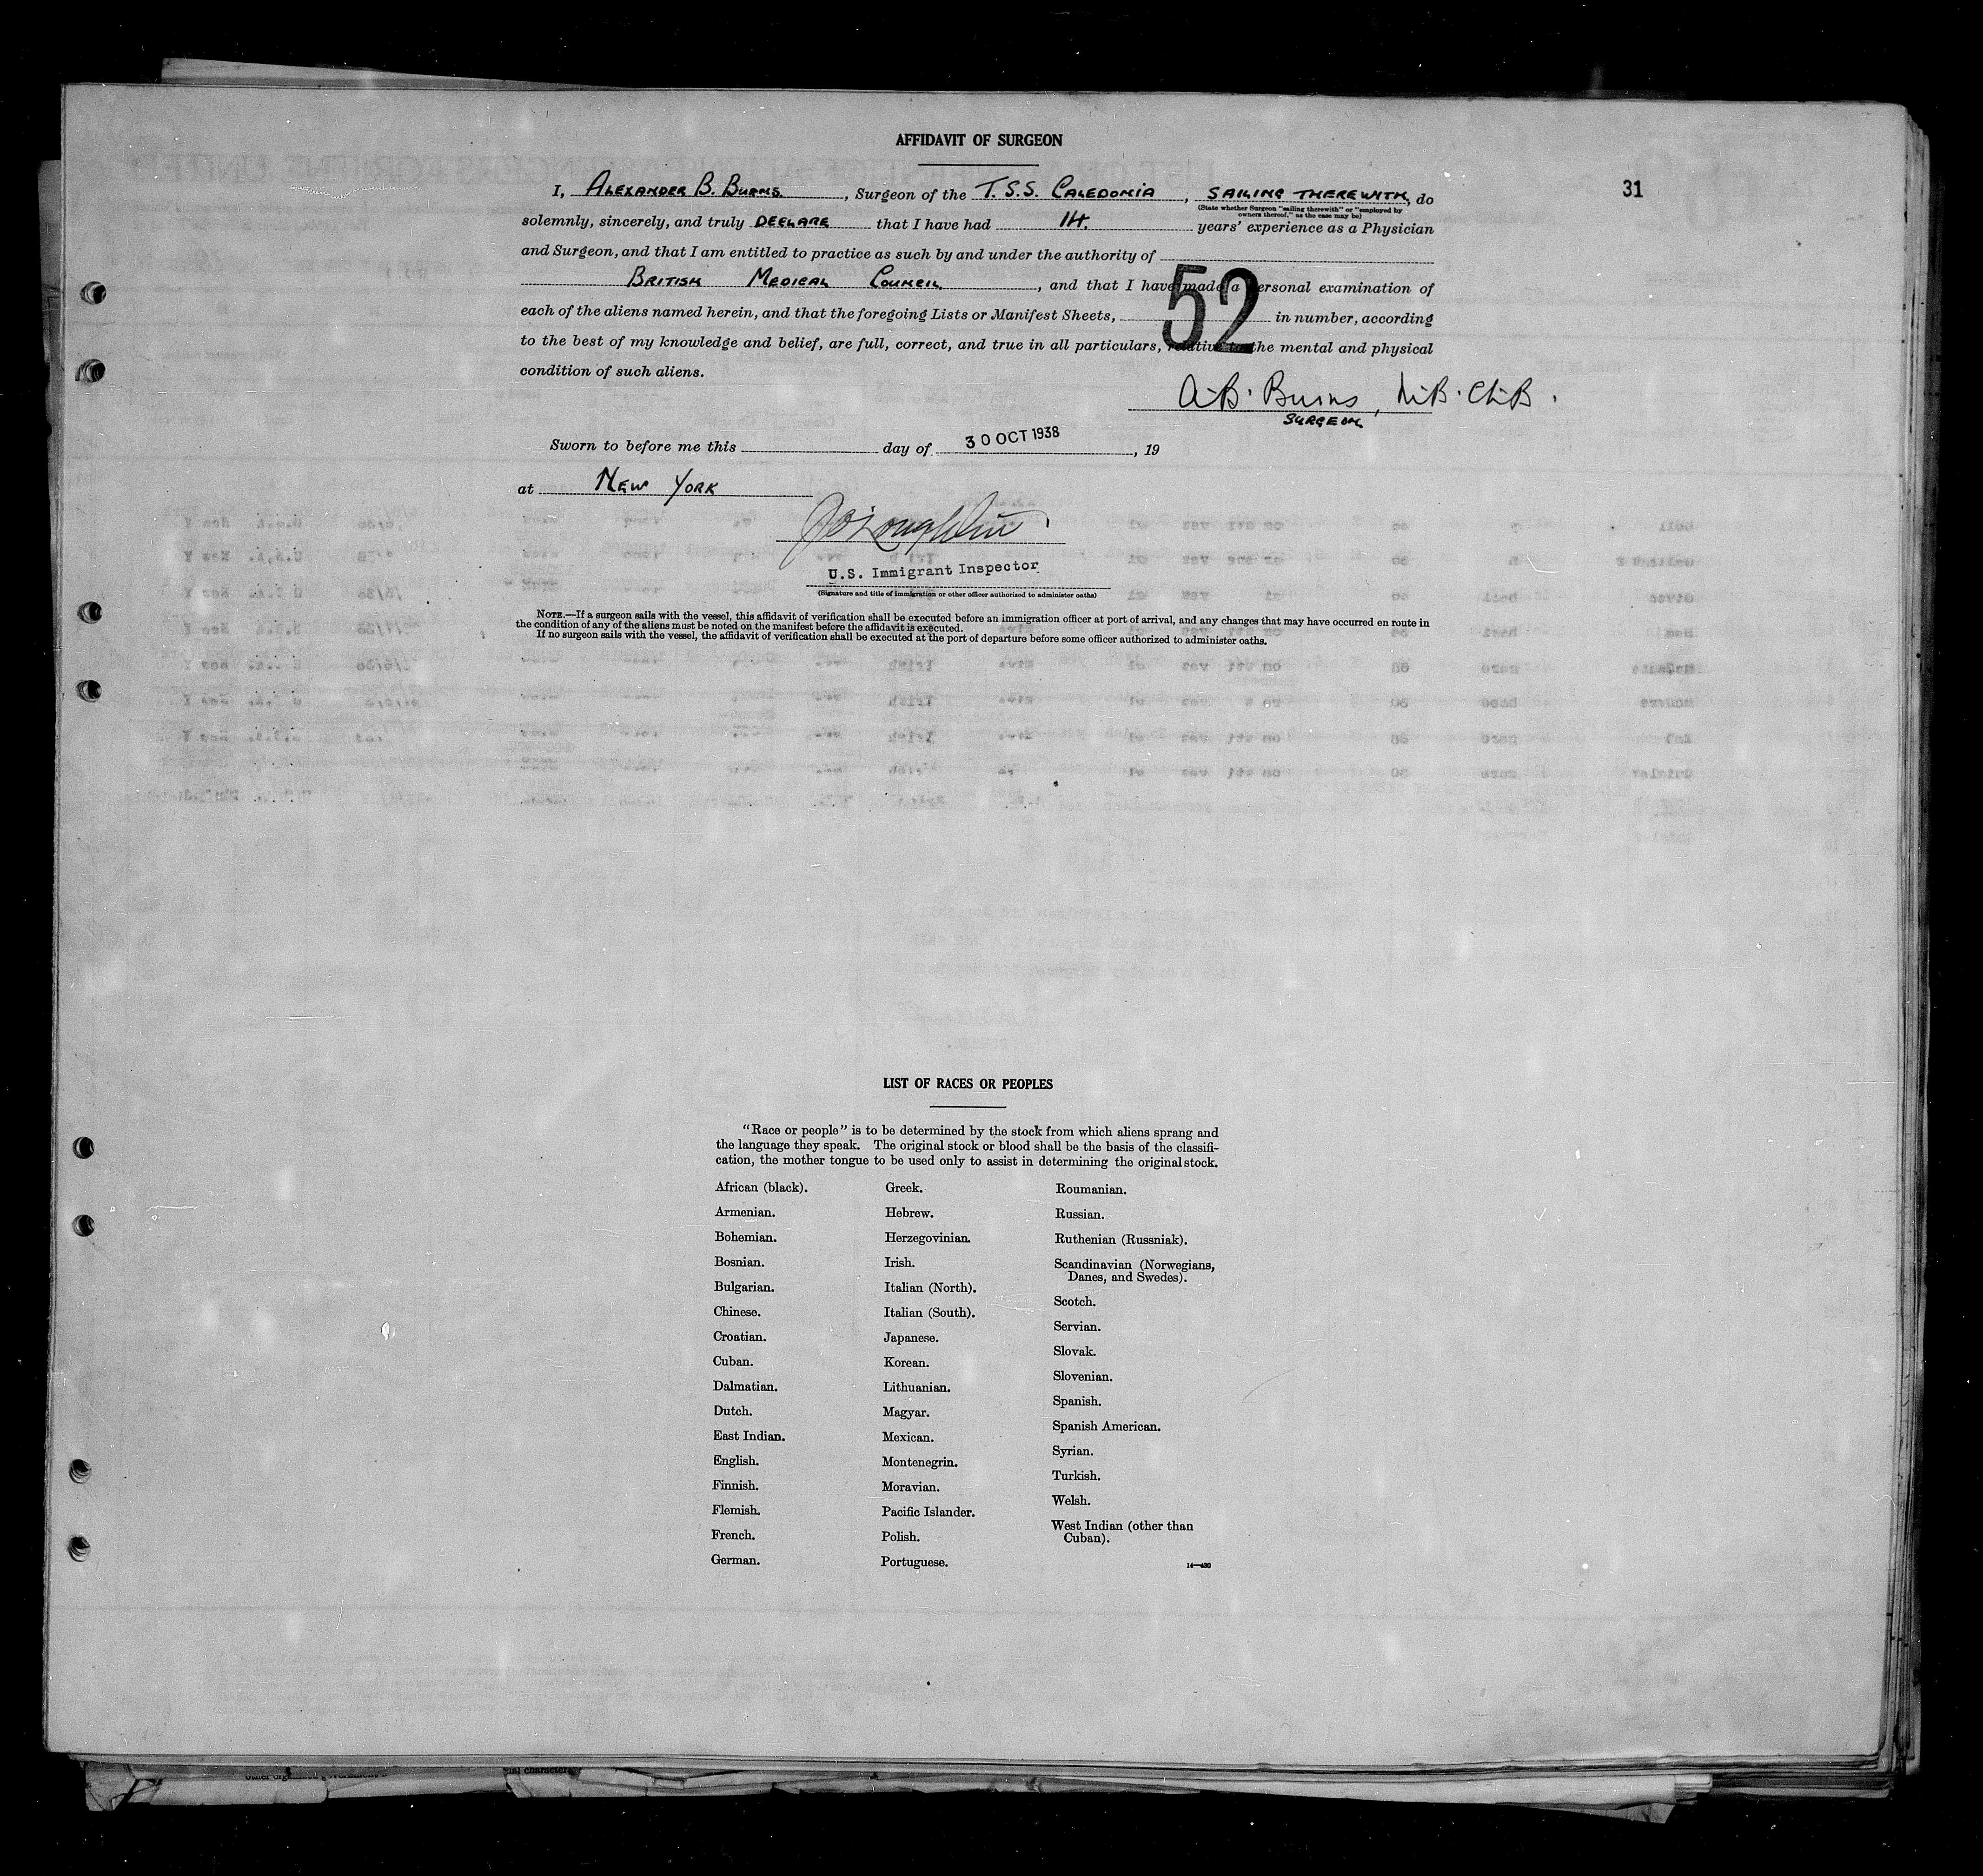 AFFIDAVIT OF SURGEON
31
I, ALEXANDER B. BURNS, Surgeon of the T.S.S. CALEDONIA, SAILING THEREWITH, do
(State whether Surgeon "sailing therewith" or "employed by
owners thereof," as the case may be)
solemnly, sincerely, and truly DECLARE that I have had 14. years' experience as a Physician
and Surgeon, and that I am entitled to practice as such by and under the authority of
BRITISH MEDICAL COUNCIL, and that I have made a personal examination of
52
each of the aliens named herein, and that the foregoing Lists or Manifest Sheets, in number, according
to the best of my knowledge and belief, are full, correct, and true in all particulars, relative to the mental and physical
condition of such aliens.
A.B. Burns, M.B. Ch.B.
SURGEON
Sworn to before me this day of 30 OCT 1938, 19
at NEW YORK
U.S. Immigrant Inspector
(Signature and title of immigration or other officer authorized to administer oaths)
NOTE.—If a surgeon sails with the vessel, this affidavit of verification shall be executed before an immigration officer at port of arrival, and any changes that may have occurred en route in
the condition of any of the aliens must be noted on the manifest before the affidavit is executed.
If no surgeon sails with the vessel, the affidavit of verification shall be executed at the port of departure before some officer authorized to administer oaths.
LIST OF RACES OR PEOPLES
"Race or people" is to be determined by the stock from which aliens sprang and
the language they speak. The original stock or blood shall be the basis of the classifi-
cation, the mother tongue to be used only to assist in determining the original stock.
African (black).
Armenian.
Bohemian.
Bosnian.
Bulgarian.
Chinese.
Croatian.
Cuban.
Dalmatian.
Dutch.
East Indian.
English.
Finnish.
Flemish.
French.
German.
Greek.
Hebrew.
Herzegovinian.
Irish.
Italian (North).
Italian (South).
Japanese.
Korean.
Lithuanian.
Magyar.
Mexican.
Montenegrin.
Moravian.
Pacific Islander.
Polish.
Portuguese.
Roumanian.
Russian.
Ruthenian (Russniak).
Scandinavian (Norwegians,
Danes, and Swedes).
Scotch.
Servian.
Slovak.
Slovenian.
Spanish.
Spanish American.
Syrian.
Turkish.
Welsh.
West Indian (other than
Cuban).
14—430